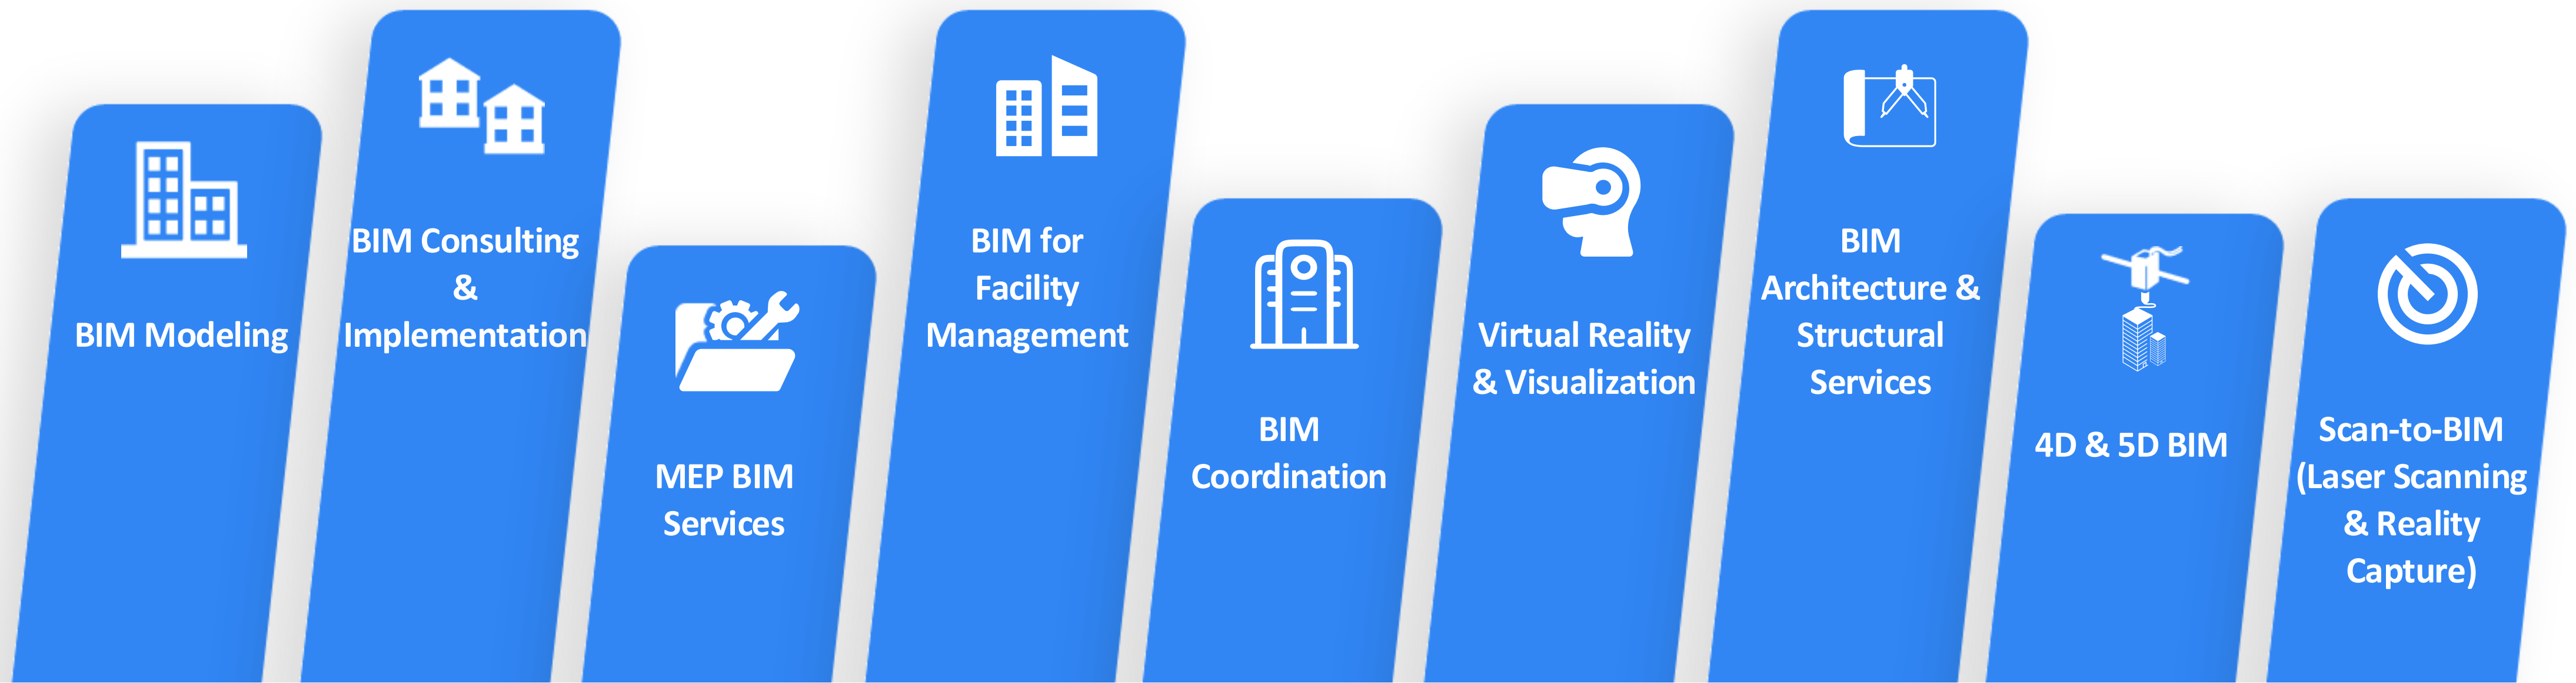 BIM Modeling
BIM Consulting
&
Implementation
MEP BIM
Services
BIM for
Facility
Management
BIM
Coordination
Virtual Reality
& Visualization
BIM
Architecture &
Structural
Services
4D & 5D BIM
Scan-to-BIM
(Laser Scanning
& Reality
Capture)